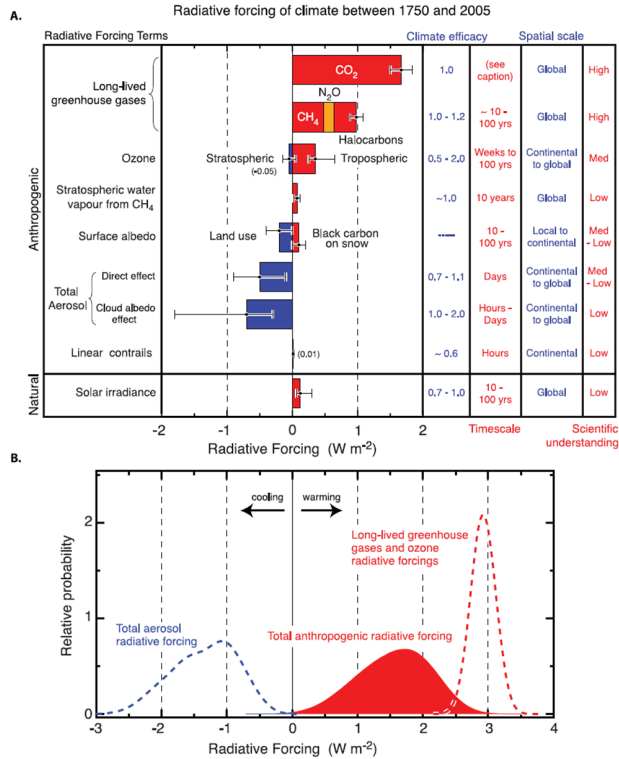 Radiative forcing of climate between 1750 and 2005
A.
Radiative Forcing Terms
Climate efficacy
Spatial scale
Long-lived
greenhouse gases
CO2
1.0
(see
caption)
Global
High
N2O
CH4
Halocarbons
1.0 - 1.2
~ 10 -
100 yrs
Global
High
Anthropogenic
Ozone
Stratospheric
(-0.05)
Tropospheric
0.5 - 2.0
Weeks to
100 yrs
Continental
to global
Med
Stratospheric water
vapour from CH4
~1.0
10 years
Global
Low
Surface albedo
Land use
Black carbon
on snow
-----
10 -
100 yrs
Local to
continental
Med
- Low
Total
Aerosol
Direct effect
0.7 - 1.1
Days
Continental
to global
Med
- Low
Cloud albedo
effect
1.0 - 2.0
Hours -
Days
Continental
to global
Low
Linear contrails
(0.01)
~ 0.6
Hours
Continental
Low
Natural
Solar irradiance
0.7 - 1.0
10 -
100 yrs
Global
Low
-2 -1 0 1 2
Radiative Forcing (W m-2)
Timescale
Scientific
understanding
B.
cooling
warming
Relative probability
2
1
0
Long-lived greenhouse
gases and ozone
radiative forcings
Total aerosol
radiative forcing
Total anthropogenic radiative forcing
-3 -2 -1 0 1 2 3 4
Radiative Forcing (W m-2)